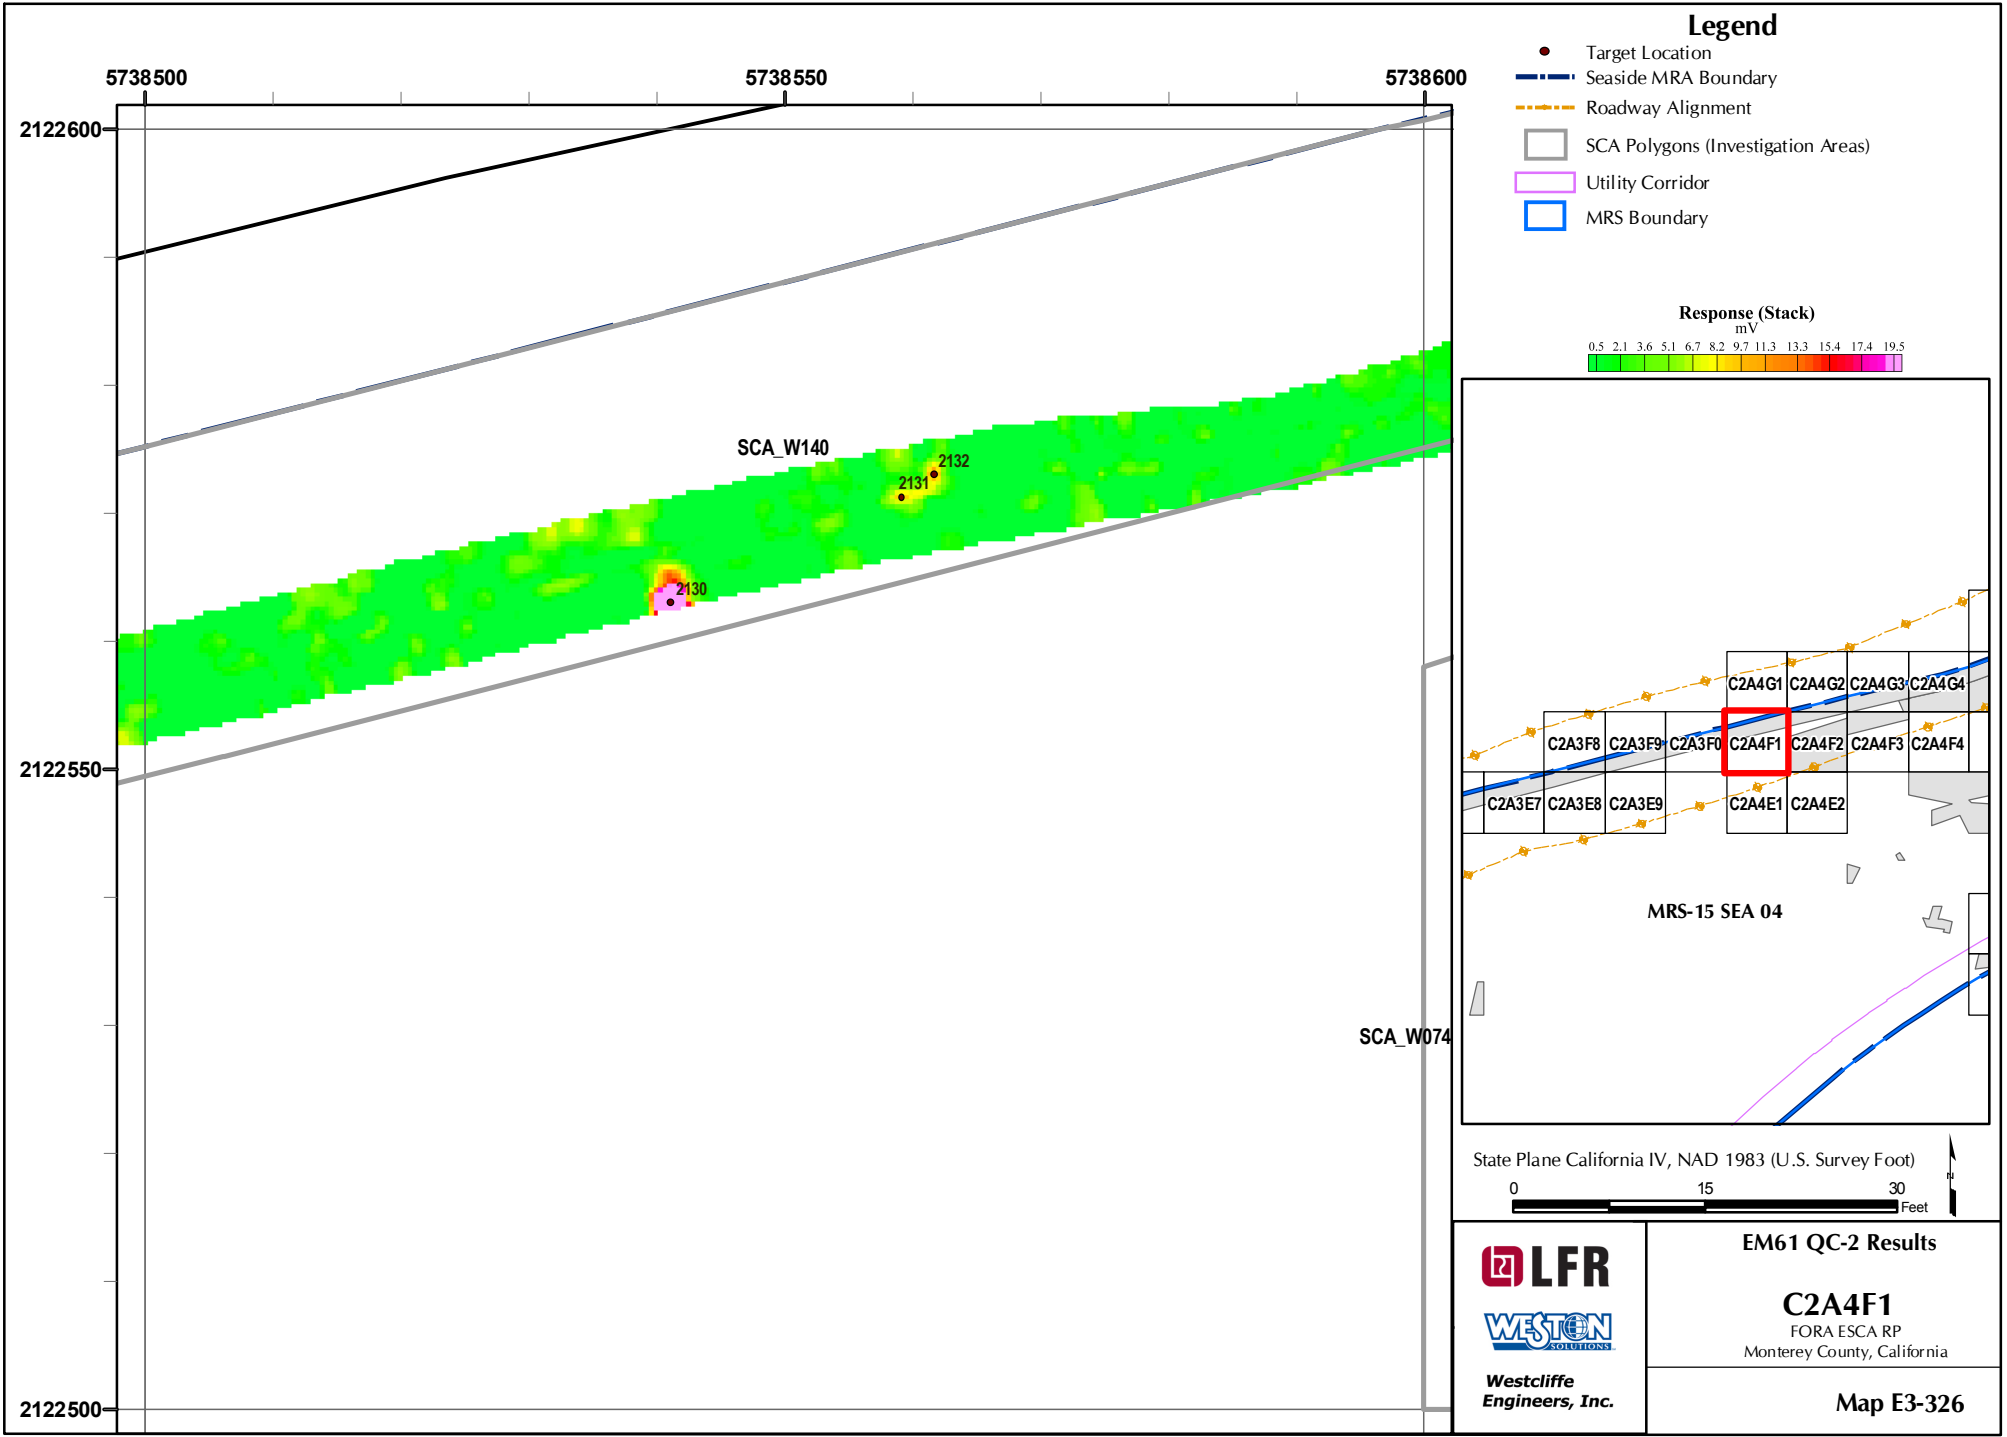 Legend
Target Location
Seaside MRA Boundary
Roadway Alignment
SCA Polygons (Investigation Areas)
Utility Corridor
MRS Boundary
5738500 5738550 5738600
2122600
2122550
2122500
SCA_W140
2132
2131
2130
SCA_W074
Response (Stack)
mV
0.5 2.1 3.6 5.1 6.7 8.2 9.7 11.3 13.3 15.4 17.4 19.5
C2A4G1 C2A4G2 C2A4G3 C2A4G4
C2A3F8 C2A3F9 C2A3F0 C2A4F1 C2A4F2 C2A4F3 C2A4F4
C2A3E7 C2A3E8 C2A3E9 C2A4E1 C2A4E2
MRS-15 SEA 04
State Plane California IV, NAD 1983 (U.S. Survey Foot)
0 15 30
Feet
N
LFR
WESTON
SOLUTIONS
Westcliffe
Engineers, Inc.
EM61 QC-2 Results
C2A4F1
FORA ESCA RP
Monterey County, California
Map E3-326